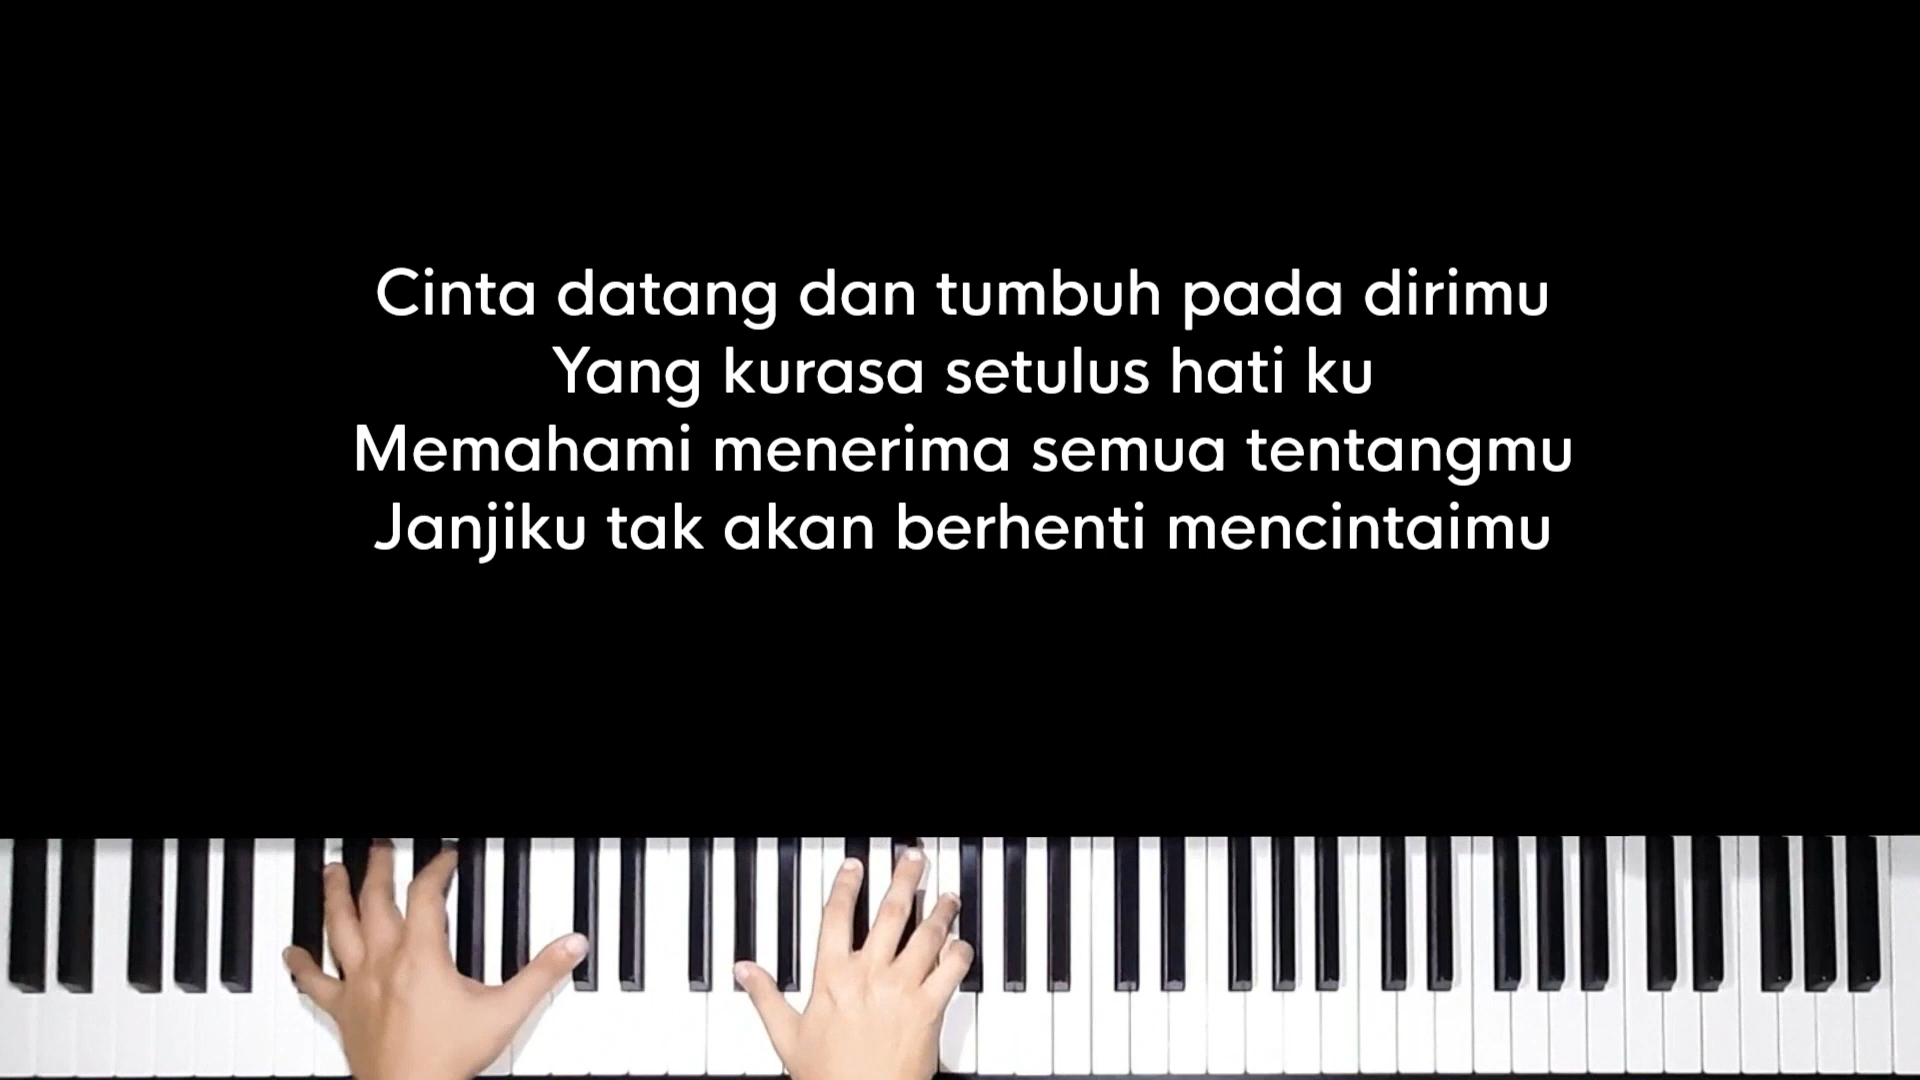 Cinta datang dan tumbuh pada dirimu
Yang kurasa setulus hati ku
Memahami menerima semua tentangmu
Janjiku tak akan berhenti mencintaimu